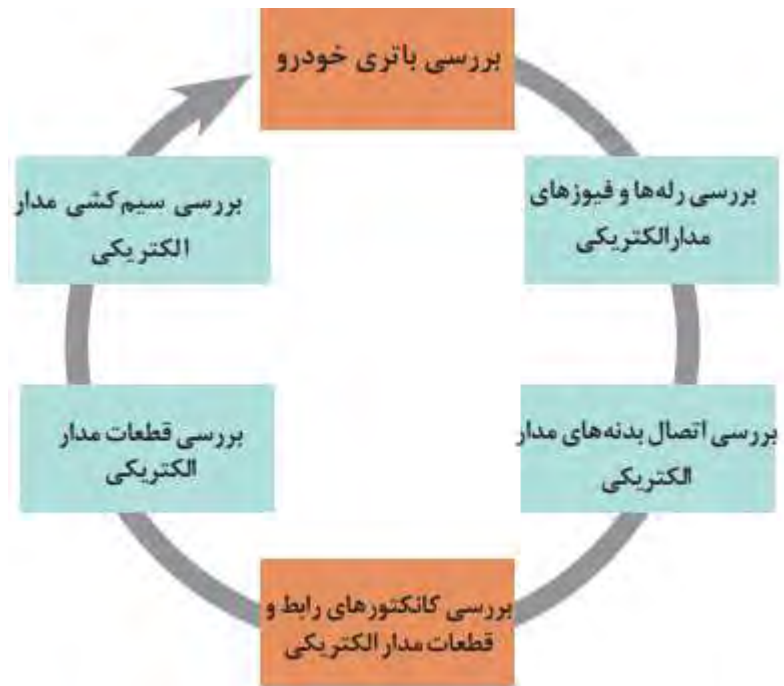 بررسی باتری خودرو
بررسی رله‌ها و فیوزهای
مدارالکتریکی
بررسی اتصال بدنه‌های مدار
الکتریکی
بررسی کانکتورهای رابط و
قطعات مدار الکتریکی
بررسی قطعات مدار
الکتریکی
بررسی سیم‌کشی مدار
الکتریکی